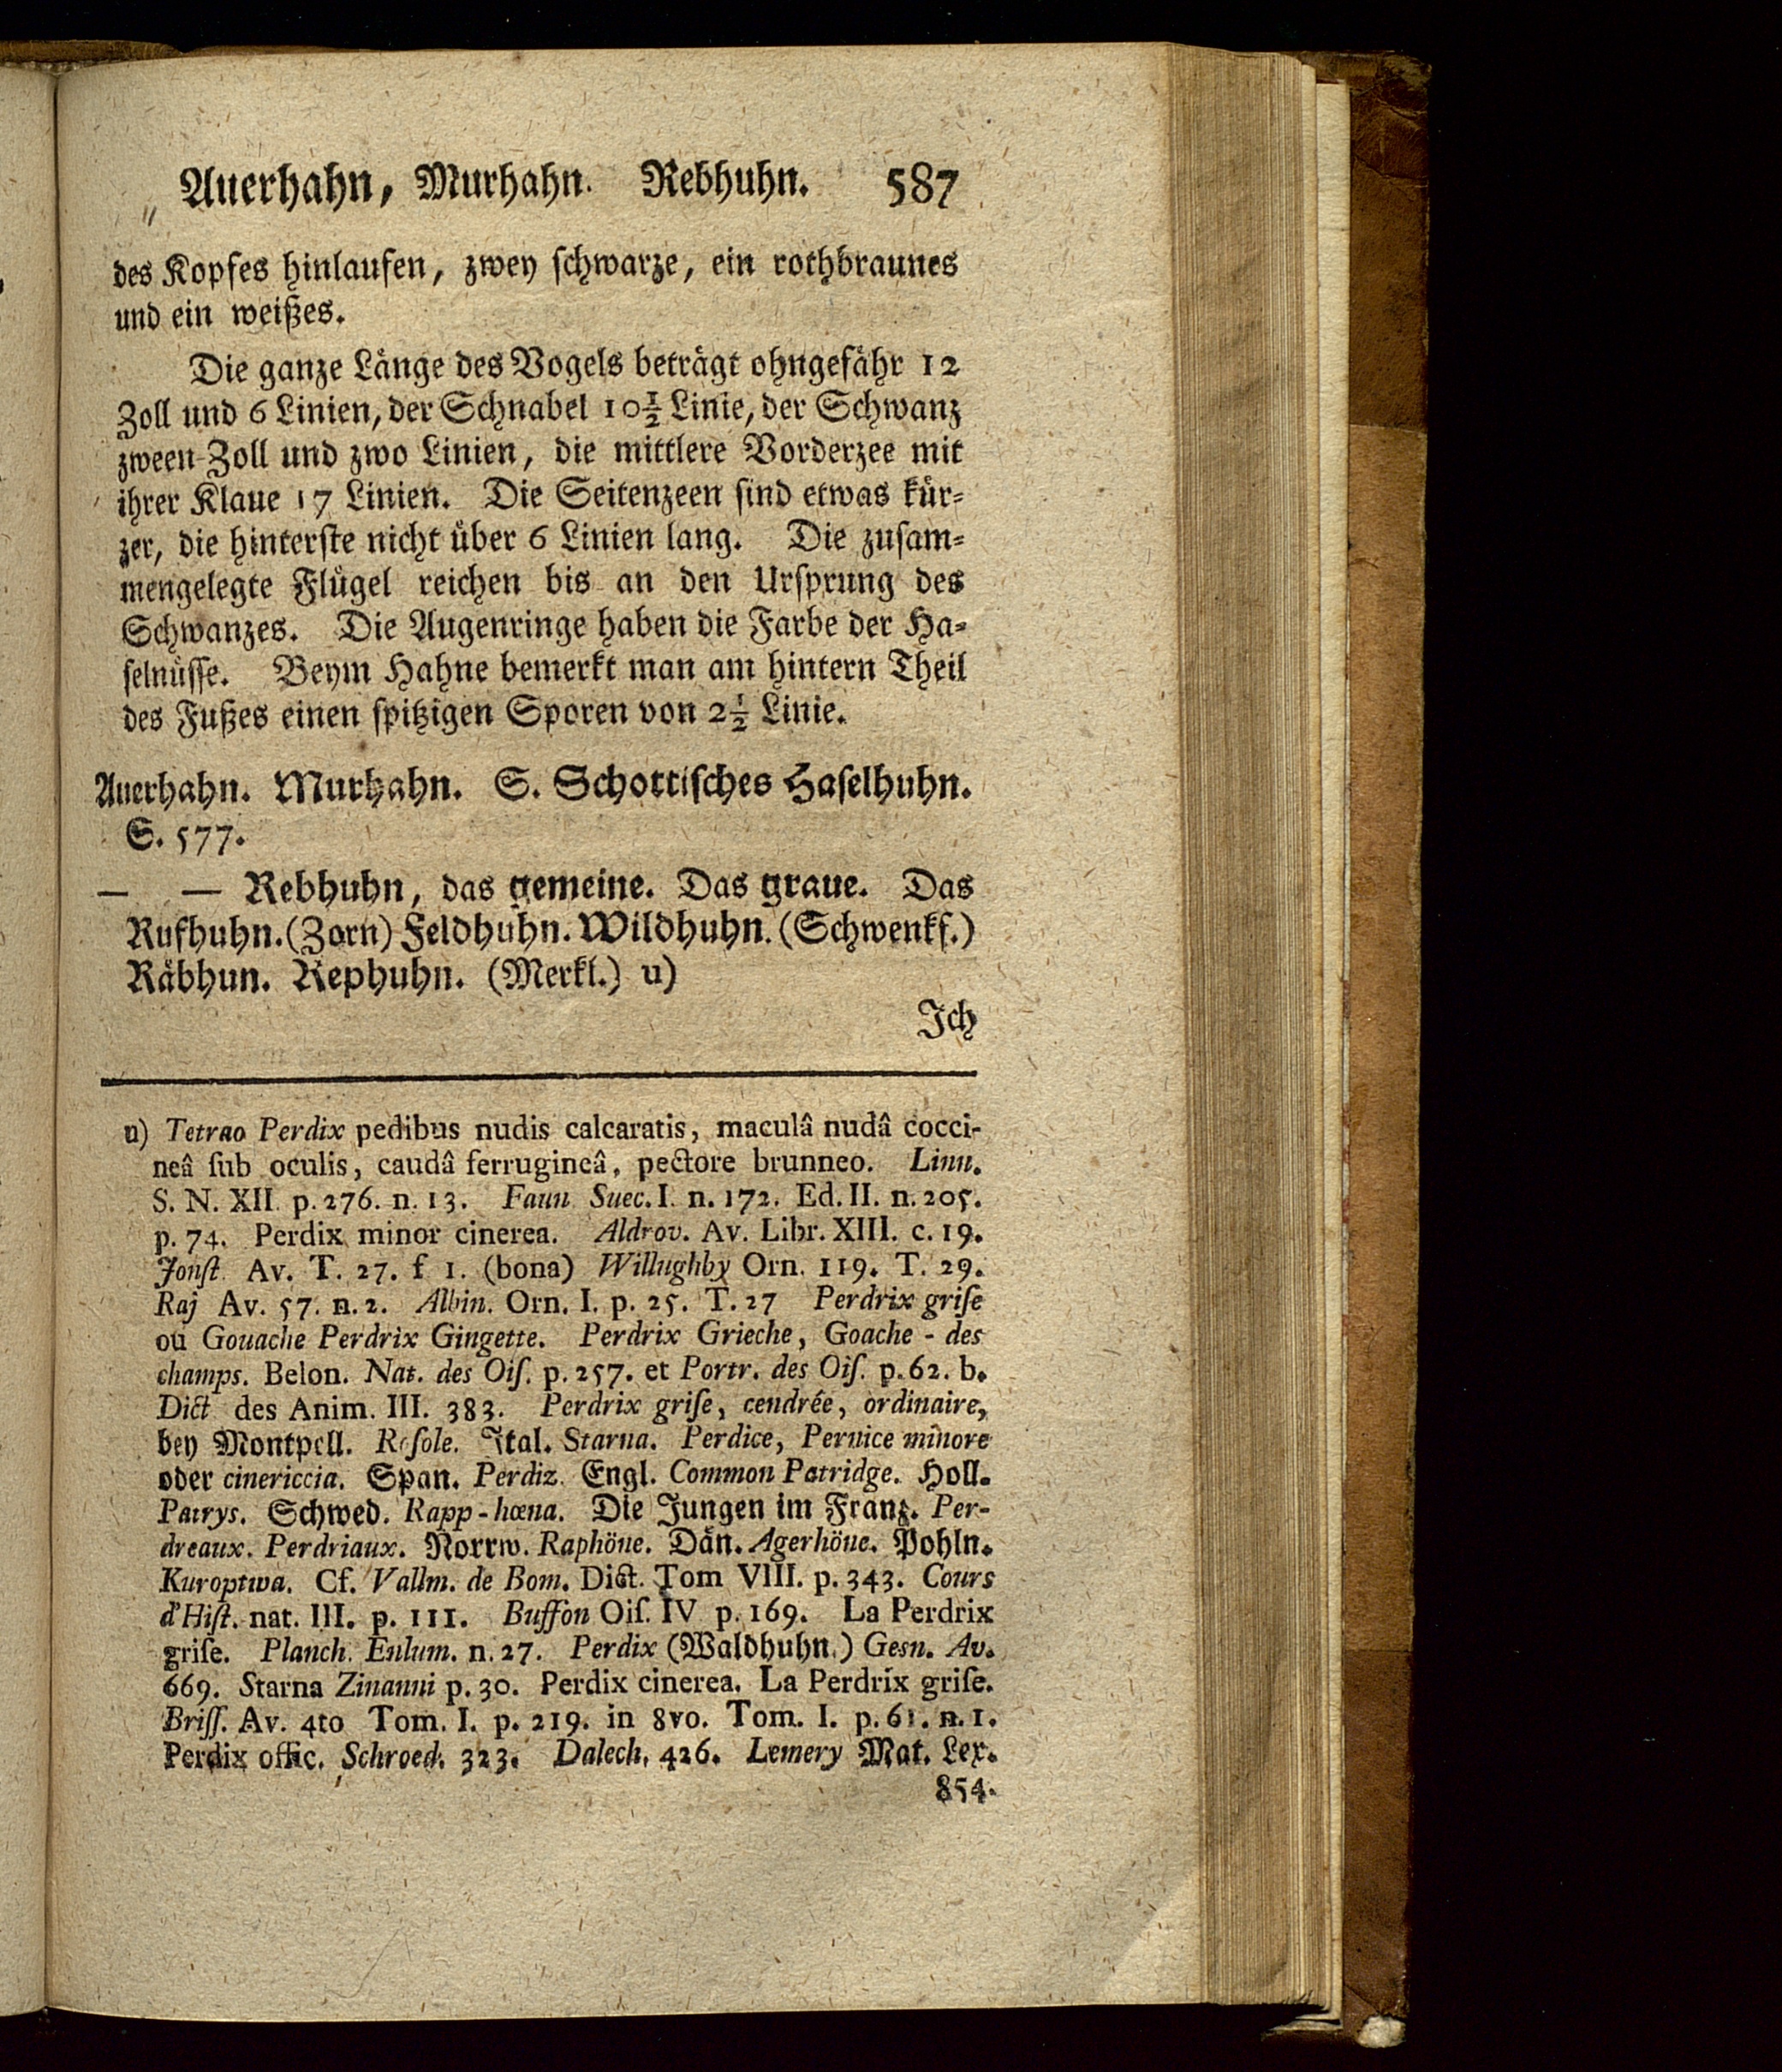 Auerhahn, Murhahn. Rebhuhn. 587
des Kopfes hinlaufen, zwey schwarze, ein rothbraunes
und ein weißes.
Die ganze Länge des Vogels beträgt ohngefähr 12
Zoll und 6 Linien, der Schnabel 10½ Linie, der Schwanz
zween Zoll und zwo Linien, die mittlere Vorderzee mit
ihrer Klaue 17 Linien. Die Seitenzeen sind etwas kür-
zer, die hinterste nicht über 6 Linien lang. Die zusam-
mengelegte Flügel reichen bis an den Ursprung des
Schwanzes. Die Augenringe haben die Farbe der Ha-
selnüsse. Beym Hahne bemerkt man am hintern Theil
des Fußes einen spitzigen Sporen von 2½ Linie.
Auerhahn. Murhahn. S. Schottisches Haselhuhn.
S. 577.
— — Rebhuhn, das gemeine. Das graue. Das
Rufhuhn. (Zorn) Feldhuhn. Wildhuhn. (Schwenkf.)
Räbhun. Rephuhn. (Merkl.) u)
Ich
u) Tetrao Perdix pedibus nudis calcaratis, maculâ nudâ cocci-
neâ ſub oculis, caudâ ferrugineâ, pectore brunneo. Linn.
S. N. XII. p. 276. n. 13. Faun Suec. I. n. 172. Ed. II. n. 205.
p. 74. Perdix minor cinerea. Aldrov. Av. Libr. XIII. c. 19.
Jonſt. Av. T. 27. f 1. (bona) Willughby Orn. 119. T. 29.
Raj Av. 57. n. 2. Albin. Orn. I. p. 25. T. 27 Perdrix griſe
ou Gouache Perdrix Gingette. Perdrix Grieche, Goache - des
champs. Belon. Nat. des Oiſ. p. 257. et Portr. des Oiſ. p. 62. b.
Dict des Anim. III. 383. Perdrix griſe, cendrée, ordinaire,
bey Montpell. Reſole. Ital. Starna. Perdice, Pernice minore
oder cinericcia. Span. Perdiz. Engl. Common Patridge. Holl.
Patrys. Schwed. Rapp-hœna. Die Jungen im Franz. Per-
dreaux. Perdriaux. Norrw. Raphöne. Dän. Agerhöne. Pohln.
Kuroptwa. Cf. Vallm. de Bom. Dict. Tom VIII. p. 343. Cours
d'Hiſt. nat. III. p. 111. Buffon Oiſ. IV p. 169. La Perdrix
griſe. Planch. Enlum. n. 27. Perdix (Waldhuhn.) Gesn. Av.
669. Starna Zinanni p. 30. Perdix cinerea. La Perdrix griſe.
Briſſ. Av. 4to Tom. I. p. 219. in 8vo. Tom. I. p. 61. n. 1.
Perdix offic. Schroed. 323. Dalech. 426. Lemery Mat. Lex.
854.